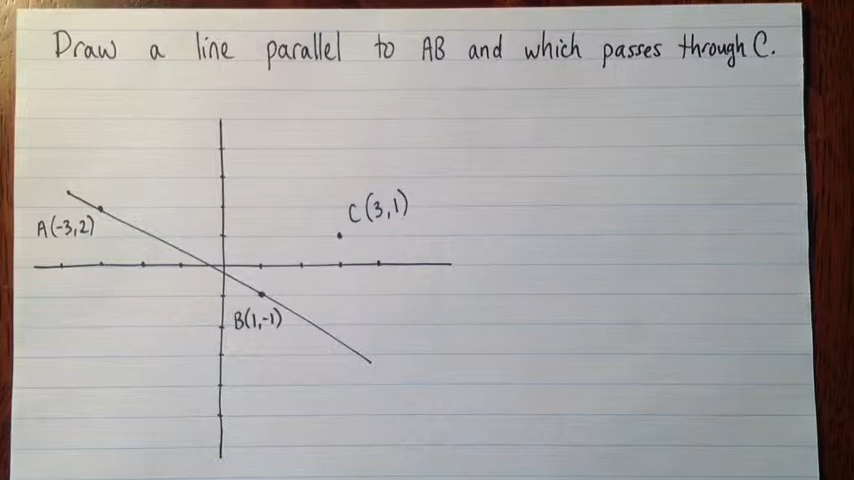 Draw a line parallel to AB and which passes through C.
C(3,1)
A(-3,2)
B(1,-1)